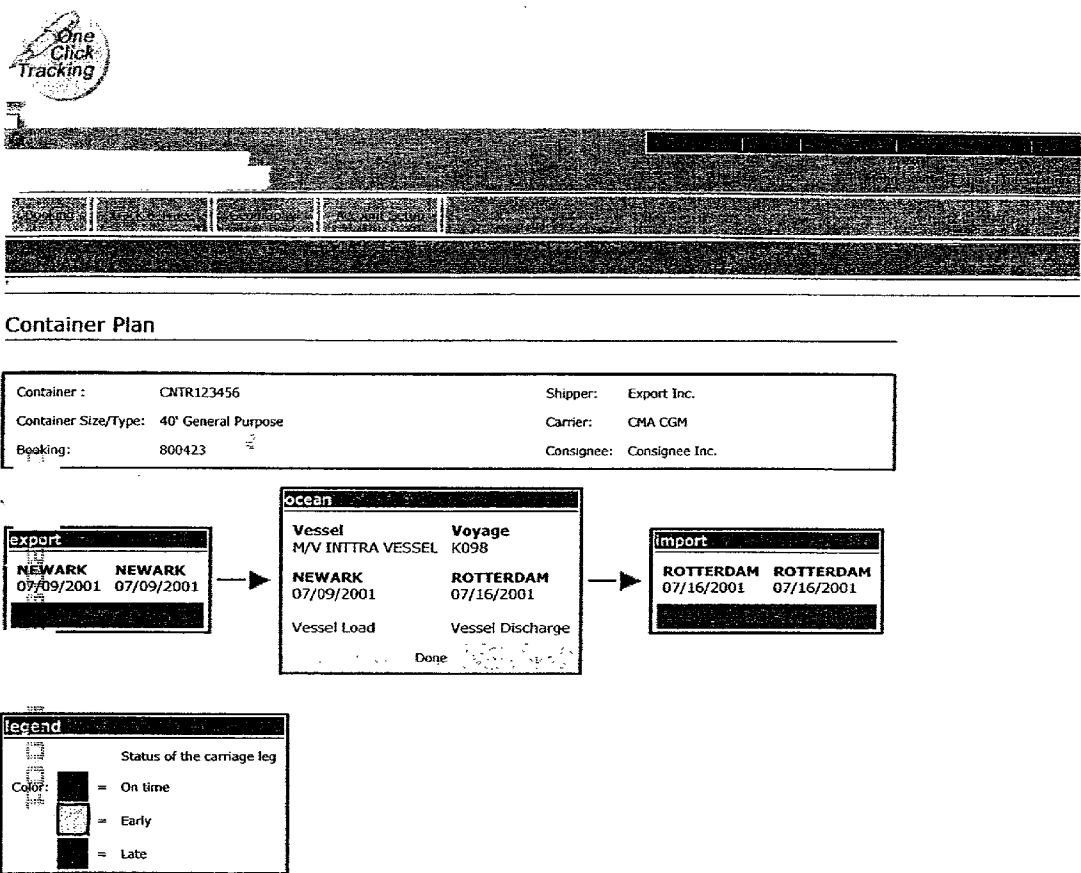 One
Click
Tracking
Container Plan
Container : CNTR123456 Shipper: Export Inc.
Container Size/Type: 40' General Purpose Carrier: CMA CGM
Booking: 800423 Consignee: Consignee Inc.
ocean
Vessel Voyage
M/V INTTRA VESSEL K098
NEWARK ROTTERDAM
07/09/2001 07/16/2001
Vessel Load Vessel Discharge
Done
export
NEWARK NEWARK
07/09/2001 07/09/2001
import
ROTTERDAM ROTTERDAM
07/16/2001 07/16/2001
legend
Status of the carriage leg
Color: = On time
= Early
= Late